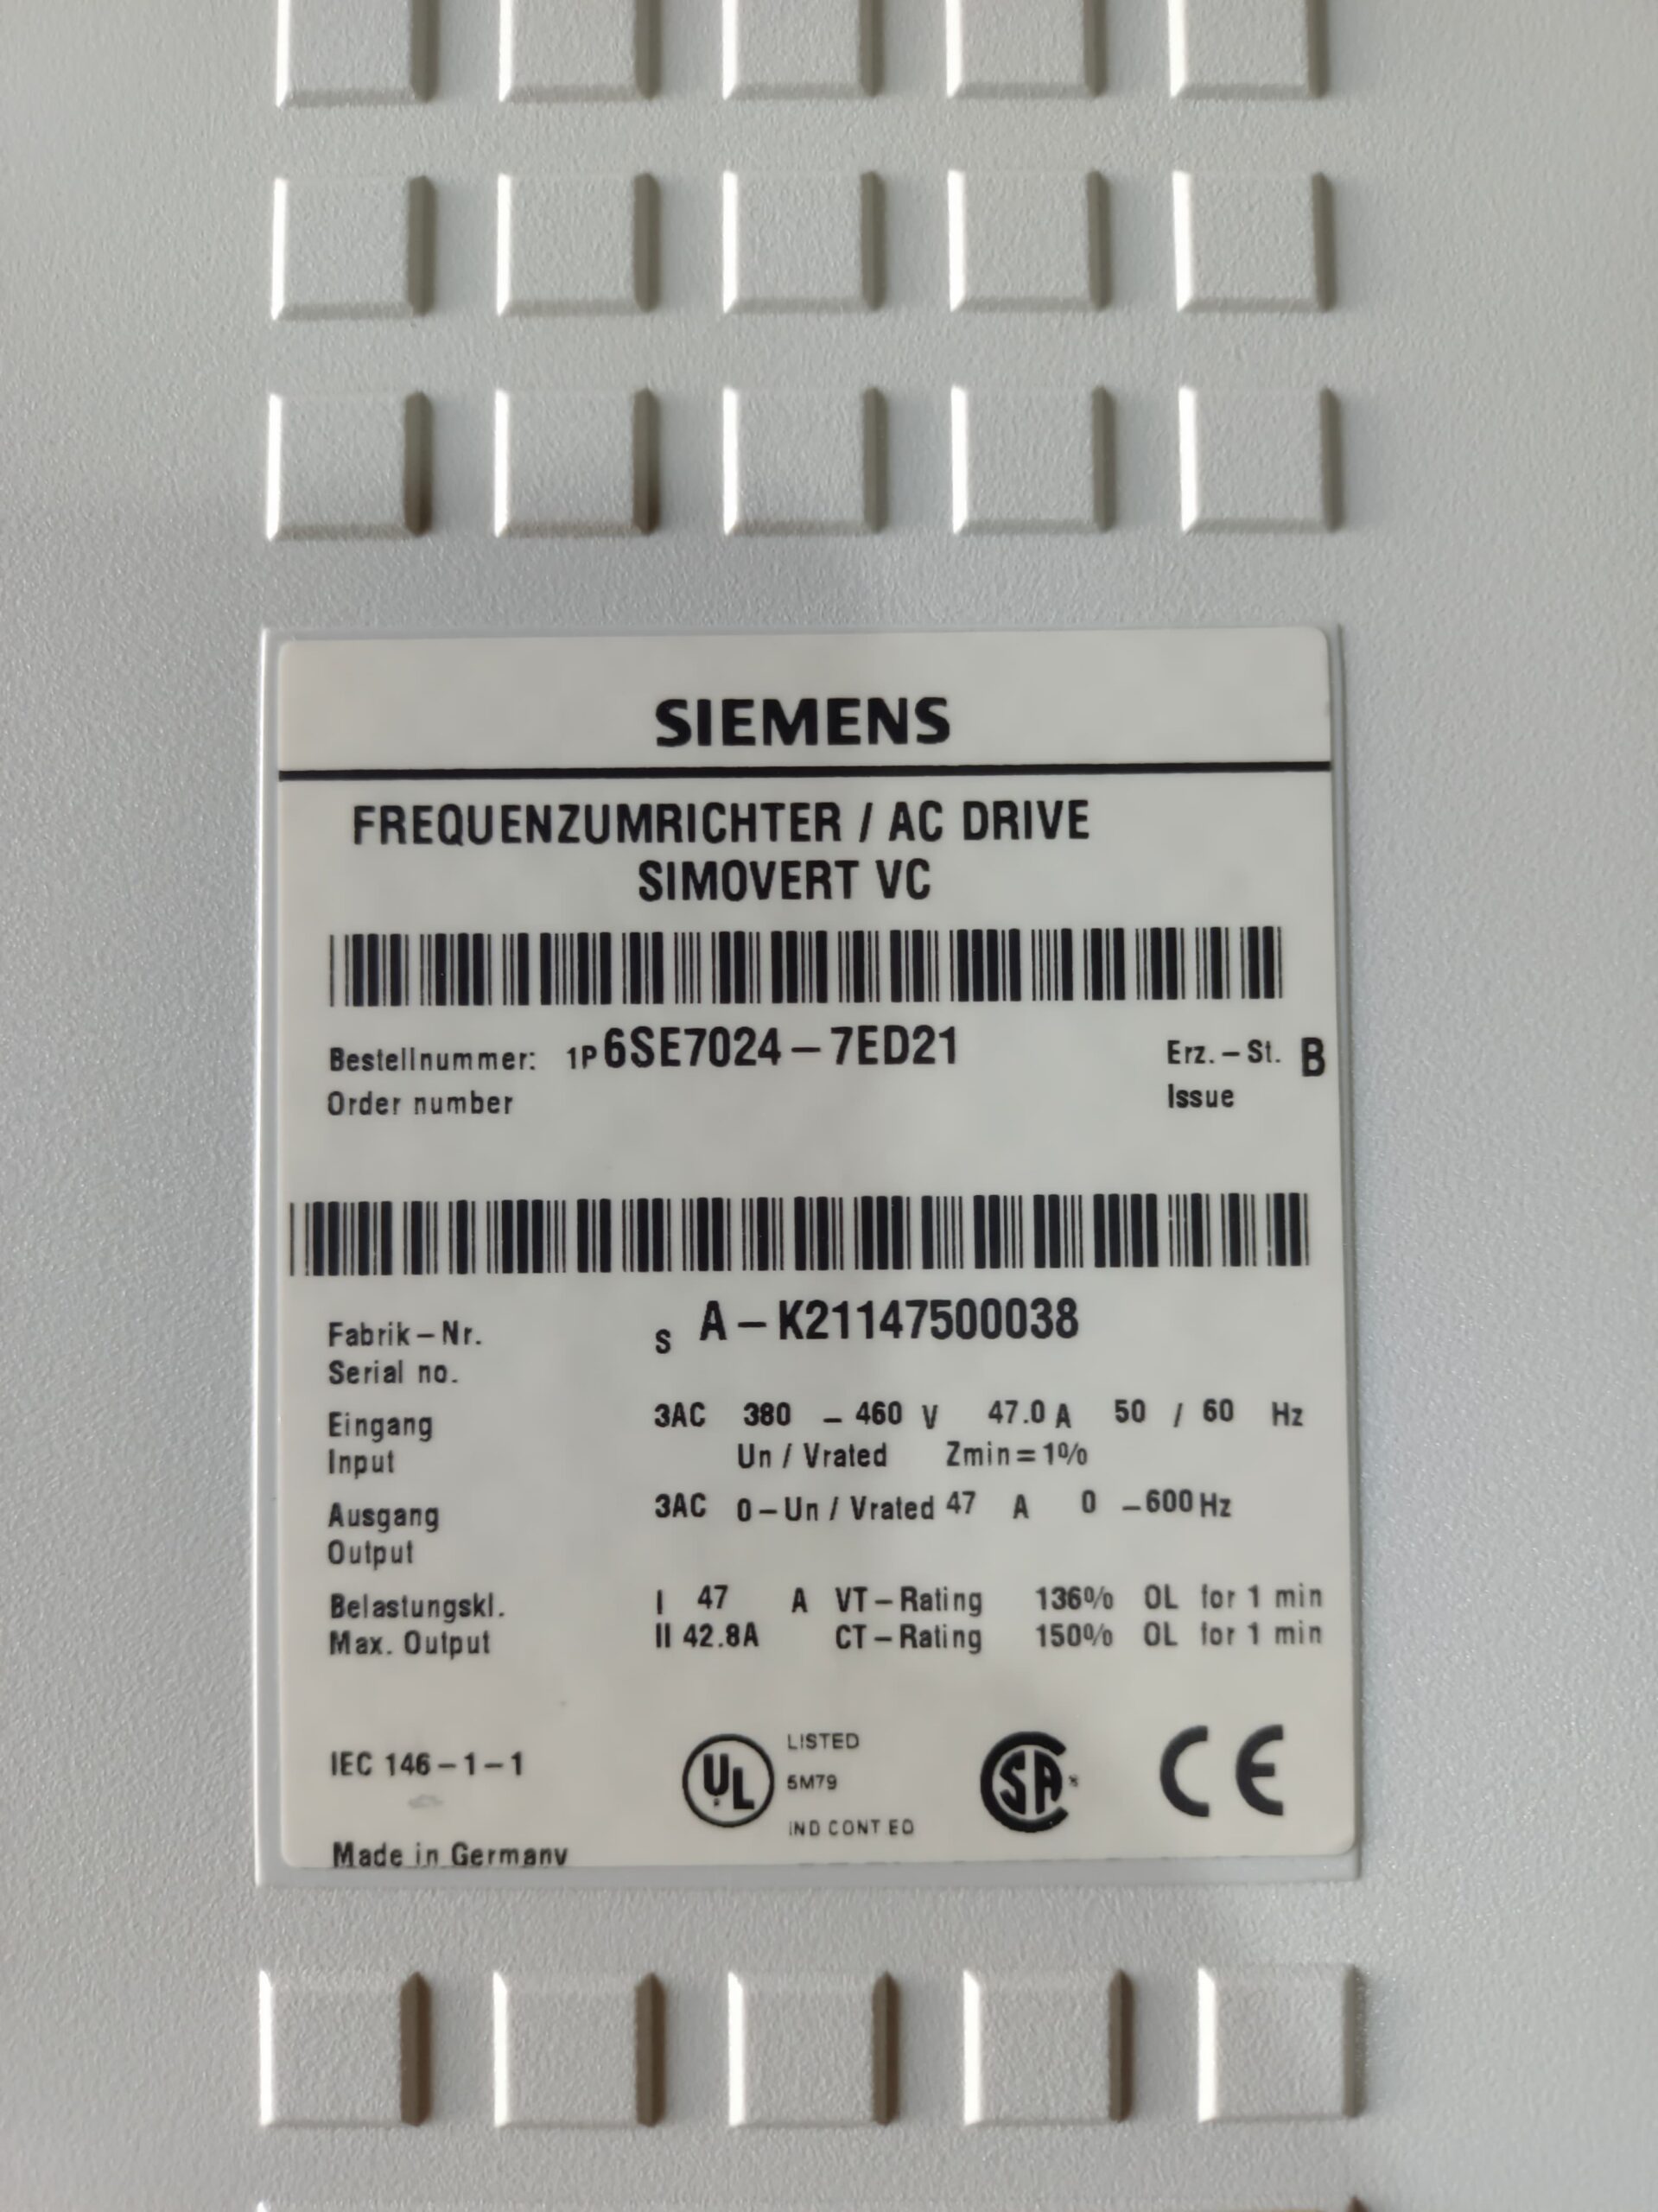 SIEMENS
FREQUENZUMRICHTER / AC DRIVE
SIMOVERT VC
Bestellnummer: 1P 6SE7024-7ED21 Erz.-St. B
Order number Issue
Fabrik-Nr. S A-K21147500038
Serial no.
Eingang 3AC 380 - 460 V 47.0 A 50 / 60 Hz
Input Un / Vrated Zmin=1%
Ausgang 3AC 0-Un / Vrated 47 A 0 -600 Hz
Output
Belastungskl. I 47 A VT-Rating 136% OL for 1 min
Max. Output II 42.8A CT-Rating 150% OL for 1 min
IEC 146-1-1 UL LISTED SA CE
5M79
IND CONT EQ
Made in Germany